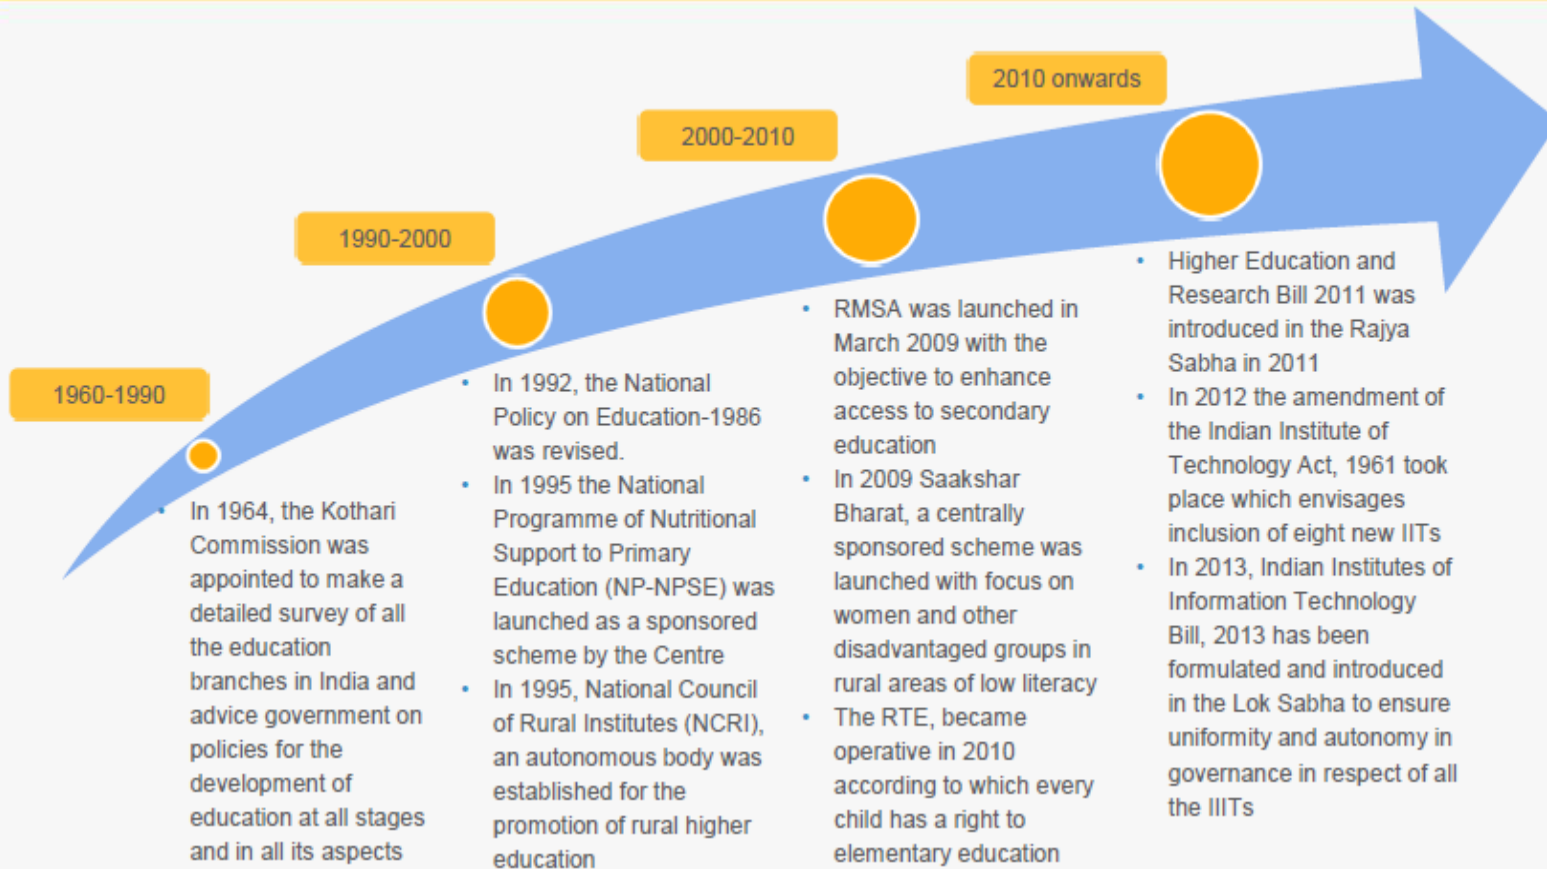 1960-1990
• In 1964, the Kothari
Commission was
appointed to make a
detailed survey of all
the education
branches in India and
advice government on
policies for the
development of
education at all stages
and in all its aspects
1990-2000
• In 1992, the National
Policy on Education-1986
was revised.
• In 1995 the National
Programme of Nutritional
Support to Primary
Education (NP-NPSE) was
launched as a sponsored
scheme by the Centre
• In 1995, National Council
of Rural Institutes (NCRI),
an autonomous body was
established for the
promotion of rural higher
education
2000-2010
• RMSA was launched in
March 2009 with the
objective to enhance
access to secondary
education
• In 2009 Saakshar
Bharat, a centrally
sponsored scheme was
launched with focus on
women and other
disadvantaged groups in
rural areas of low literacy
• The RTE, became
operative in 2010
according to which every
child has a right to
elementary education
2010 onwards
• Higher Education and
Research Bill 2011 was
introduced in the Rajya
Sabha in 2011
• In 2012 the amendment of
the Indian Institute of
Technology Act, 1961 took
place which envisages
inclusion of eight new IITs
• In 2013, Indian Institutes of
Information Technology
Bill, 2013 has been
formulated and introduced
in the Lok Sabha to ensure
uniformity and autonomy in
governance in respect of all
the IIITs